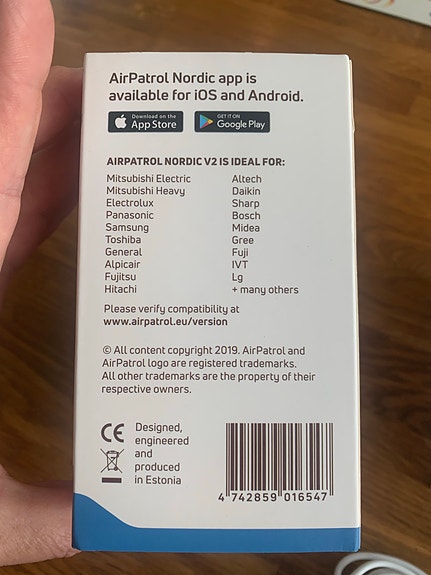 AirPatrol Nordic app is
available for iOS and Android.
Download on the
App Store
GET IT ON
Google Play
AIRPATROL NORDIC V2 IS IDEAL FOR:
Mitsubishi Electric
Mitsubishi Heavy
Electrolux
Panasonic
Samsung
Toshiba
General
Alpicair
Fujitsu
Hitachi
Altech
Daikin
Sharp
Bosch
Midea
Gree
Fuji
IVT
Lg
+ many others
Please verify compatibility at
www.airpatrol.eu/version
© All content copyright 2019. AirPatrol and
AirPatrol logo are registered trademarks.
All other trademarks are the property of their
respective owners.
CE
Designed,
engineered
and
produced
in Estonia
4 742859 016547